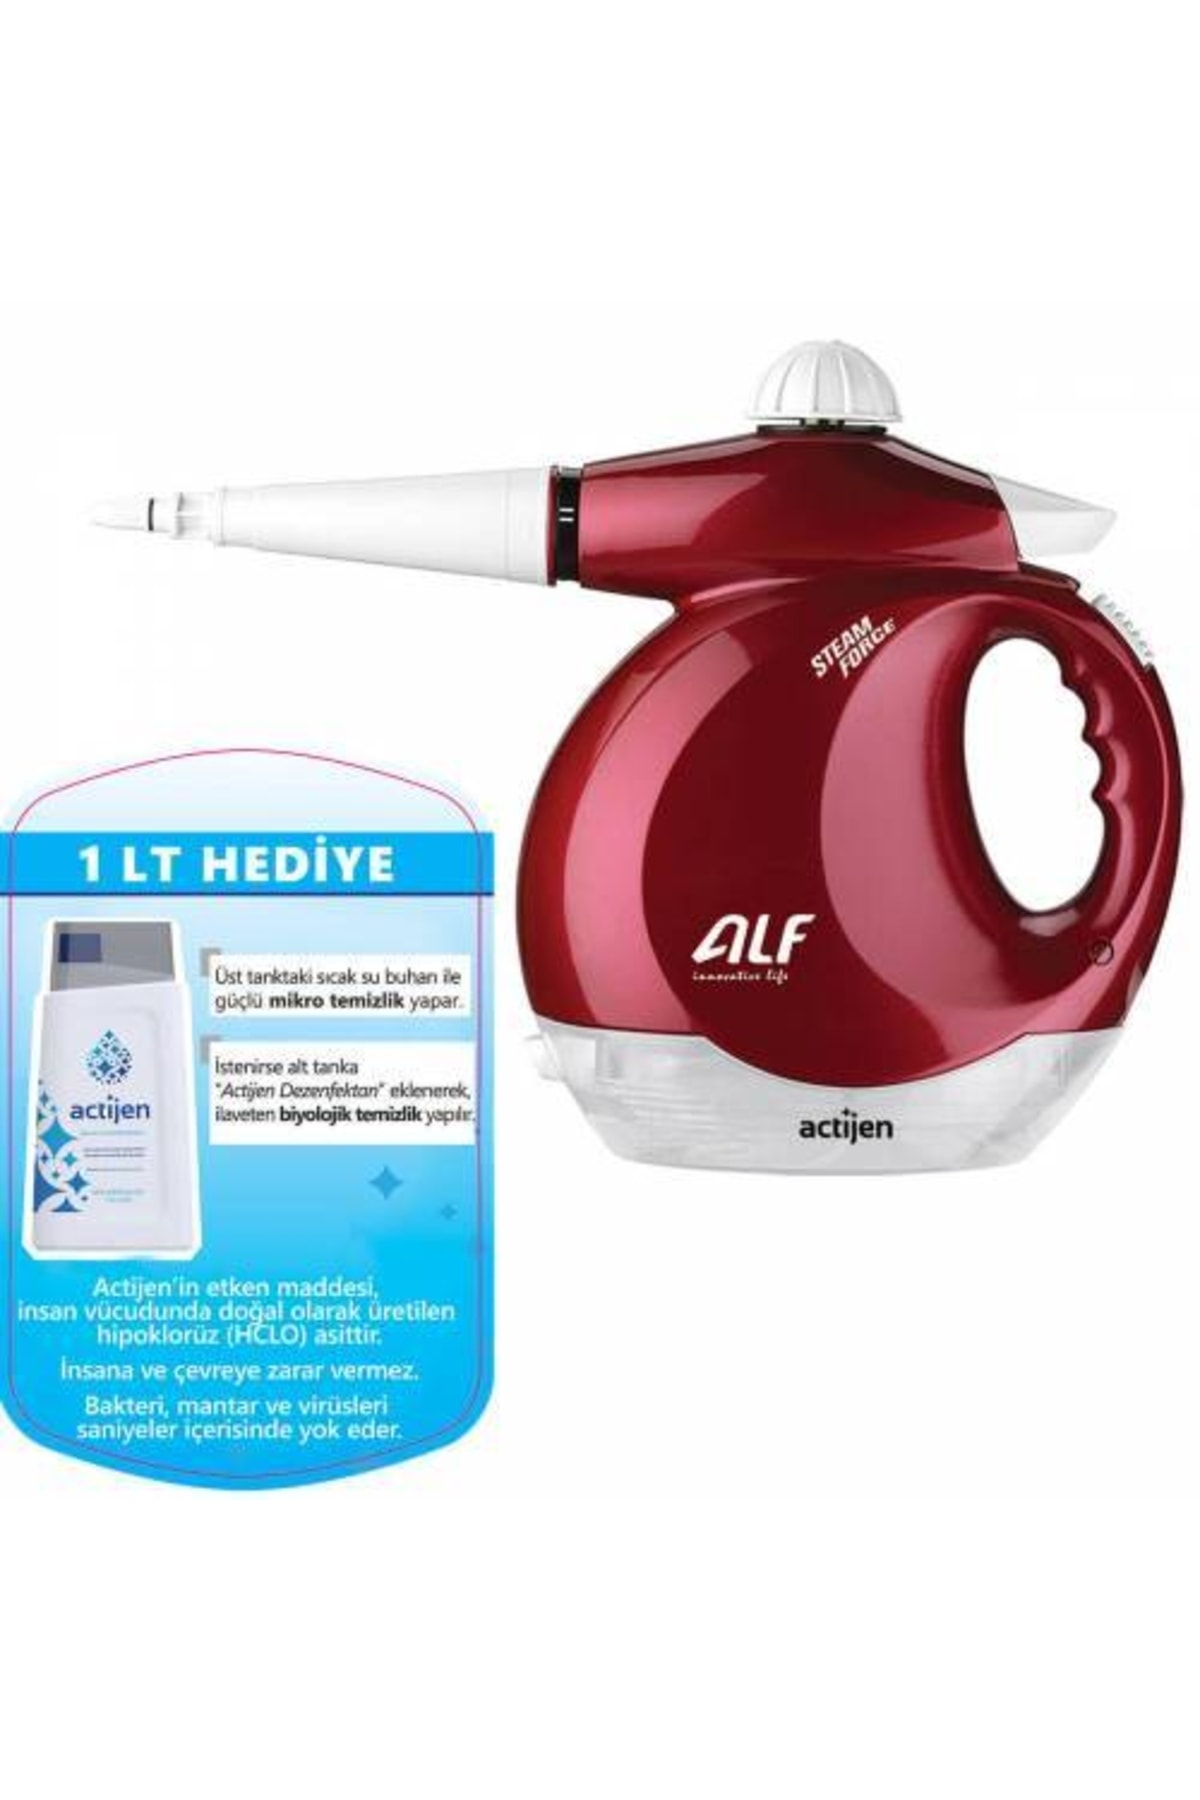 STEAM
FORCE
ALF
innovative life
actijen
1 LT HEDİYE
Üst tanktaki sıcak su buharı ile
güçlü mikro temizlik yapar.
İstenirse alt tanka
"Actijen Dezenfektan" eklenerek,
ilaveten biyolojik temizlik yapılır.
actijen
Actijen'in etken maddesi,
insan vücudunda doğal olarak üretilen
hipoklorüz (HCLO) asittir.
İnsana ve çevreye zarar vermez.
Bakteri, mantar ve virüsleri
saniyeler içerisinde yok eder.